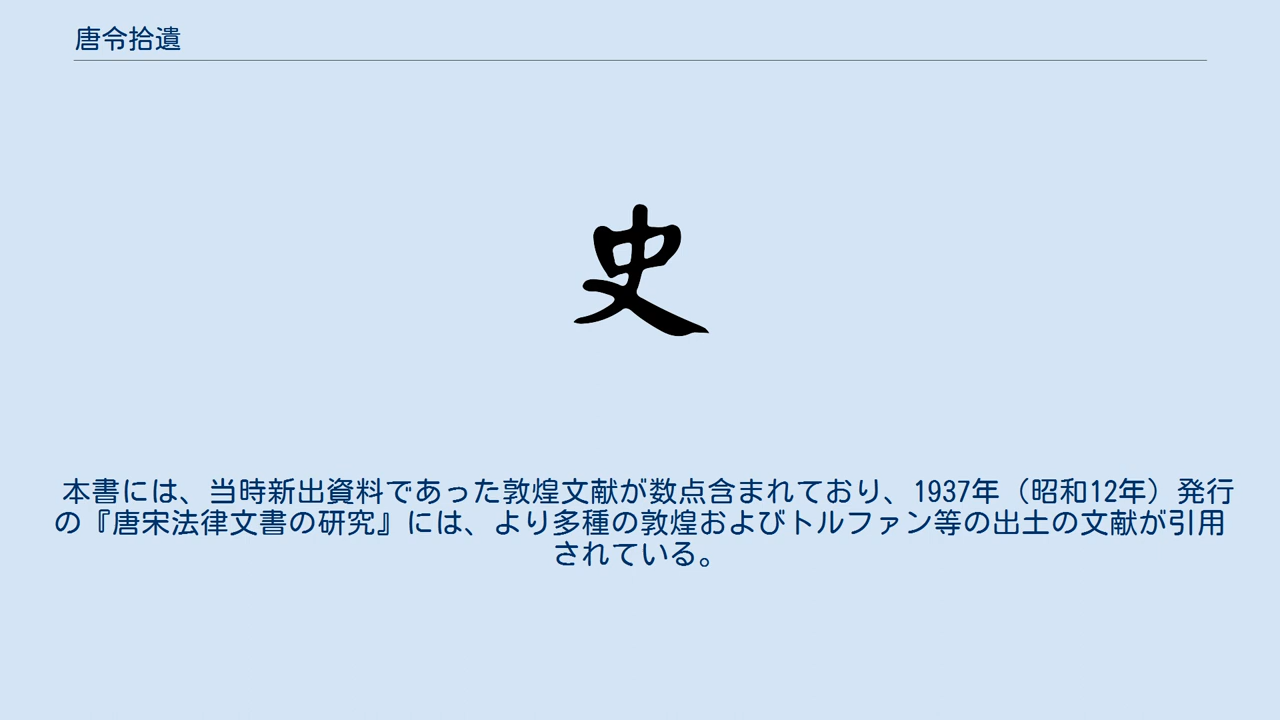 唐令拾遺
史
本書には、当時新出資料であった敦煌文献が数点含まれており、1937年（昭和12年）発行
の『唐宋法律文書の研究』には、より多種の敦煌およびトルファン等の出土の文献が引用
されている。